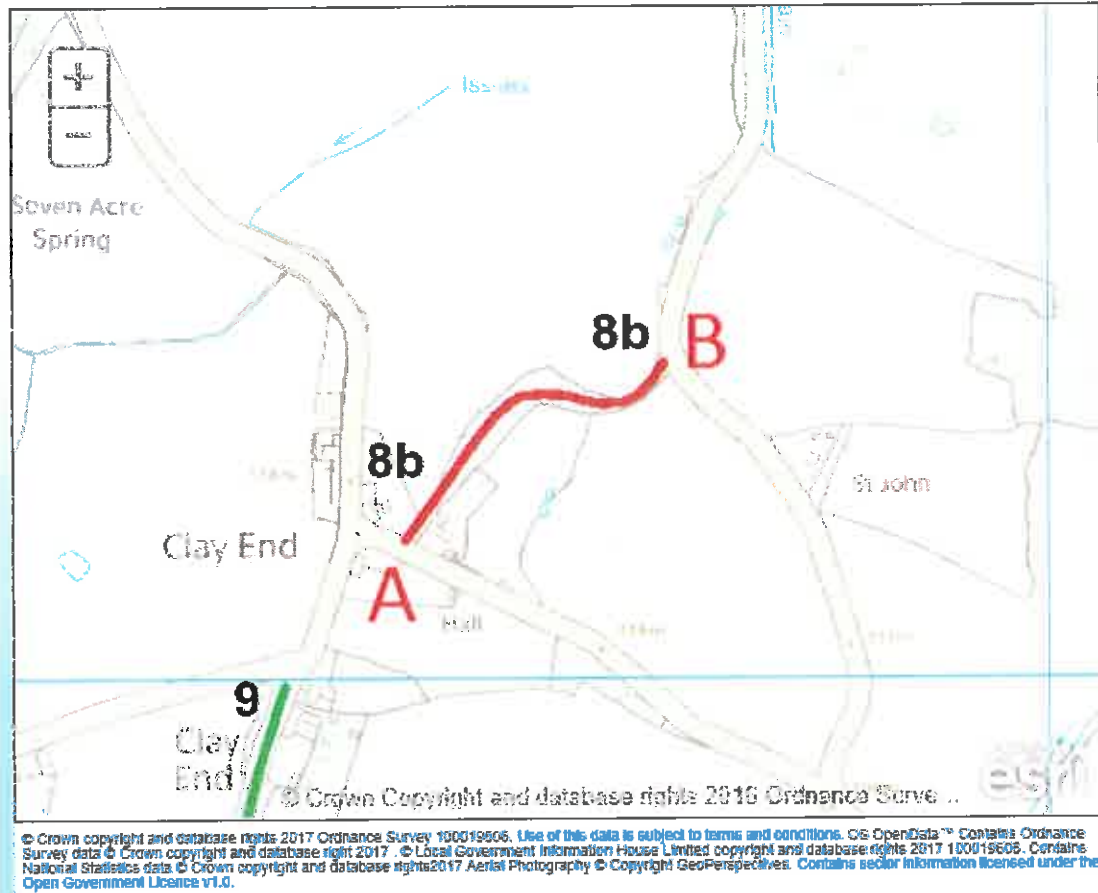 +
−
Seven Acre
Spring
8b
B
8b
St John
Clay End
A
Hall
9
Clay
End
esri
© Crown Copyright and database rights 2016 Ordnance Surve ...
© Crown copyright and database rights 2017 Ordnance Survey 100019606. Use of this data is subject to terms and conditions. OS OpenData™ Contains Ordnance
Survey data © Crown copyright and database right 2017 . © Local Government Information House Limited copyright and database rights 2017 100019606. Contains
National Statistics data © Crown copyright and database rights2017 Aerial Photography © Copyright GeoPerspectives. Contains sector information licensed under the
Open Government Licence v1.0.